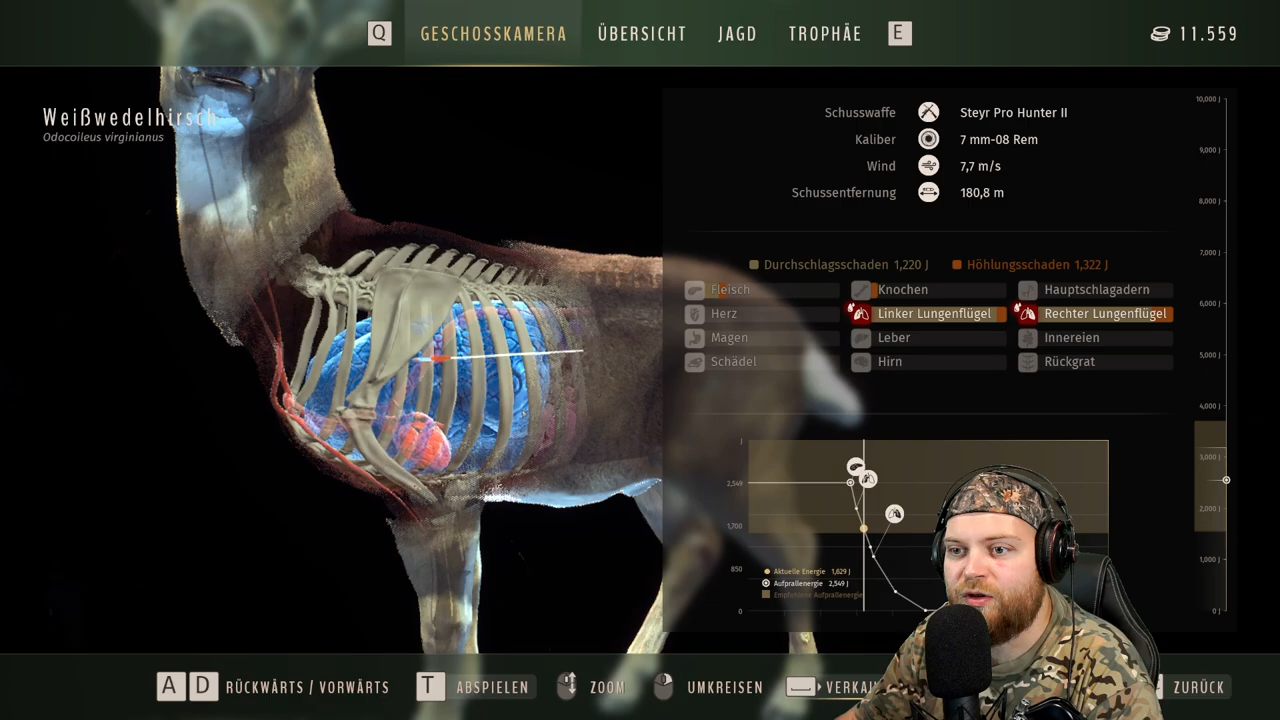 Q GESCHOSSKAMERA ÜBERSICHT JAGD TROPHÄE E 11.559
Weißwedelhirsch
Odocoileus virginianus
Schusswaffe Steyr Pro Hunter II
Kaliber 7 mm-08 Rem
Wind 7,7 m/s
Schussentfernung 180,8 m
Durchschlagsschaden 1,220 J Höhlungsschaden 1,322 J
Fleisch Knochen Hauptschlagadern
Herz Linker Lungenflügel Rechter Lungenflügel
Magen Leber Innereien
Schädel Hirn Rückgrat
10,000 J
9,000 J
8,000 J
7,000 J
6,000 J
5,000 J
4,000 J
3,000 J
2,000 J
1,000 J
0 J
J
2,549
1,700
850
0
Aktuelle Energie 1,629 J
Aufprallenergie 2,549 J
Empfohlene Aufprallenergie
A D RÜCKWÄRTS / VORWÄRTS T ABSPIELEN ZOOM UMKREISEN ZURÜCK